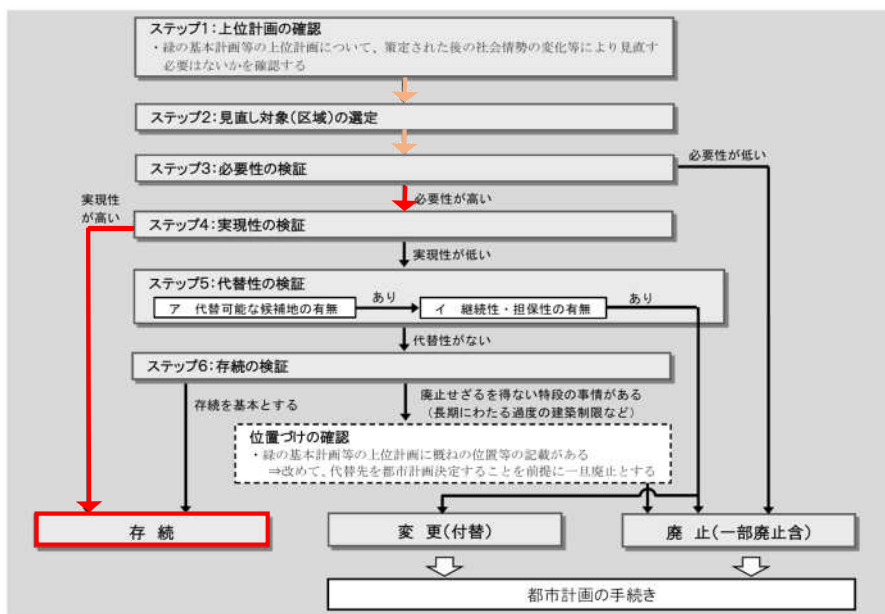 ステップ1：上位計画の確認
・緑の基本計画等の上位計画について、策定された後の社会情勢の変化等により見直す
必要はないかを確認する
ステップ2：見直し対象（区域）の選定
ステップ3：必要性の検証
必要性が低い
必要性が高い
実現性
が高い
ステップ4：実現性の検証
実現性が低い
ステップ5：代替性の検証
ア　代替可能な候補地の有無
あり
イ　継続性・担保性の有無
あり
代替性がない
ステップ6：存続の検証
存続を基本とする
廃止せざるを得ない特段の事情がある
（長期にわたる過度の建築制限など）
位置づけの確認
・緑の基本計画等の上位計画に概ねの位置等の記載がある
⇒改めて、代替先を都市計画決定することを前提に一旦廃止とする
存　続
変　更（付替）
廃　止（一部廃止含）
都市計画の手続き